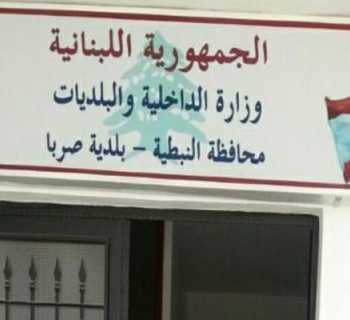 الجمهورية اللبنانية
وزارة الداخلية والبلديات
محافظة النبطية - بلدية صربا